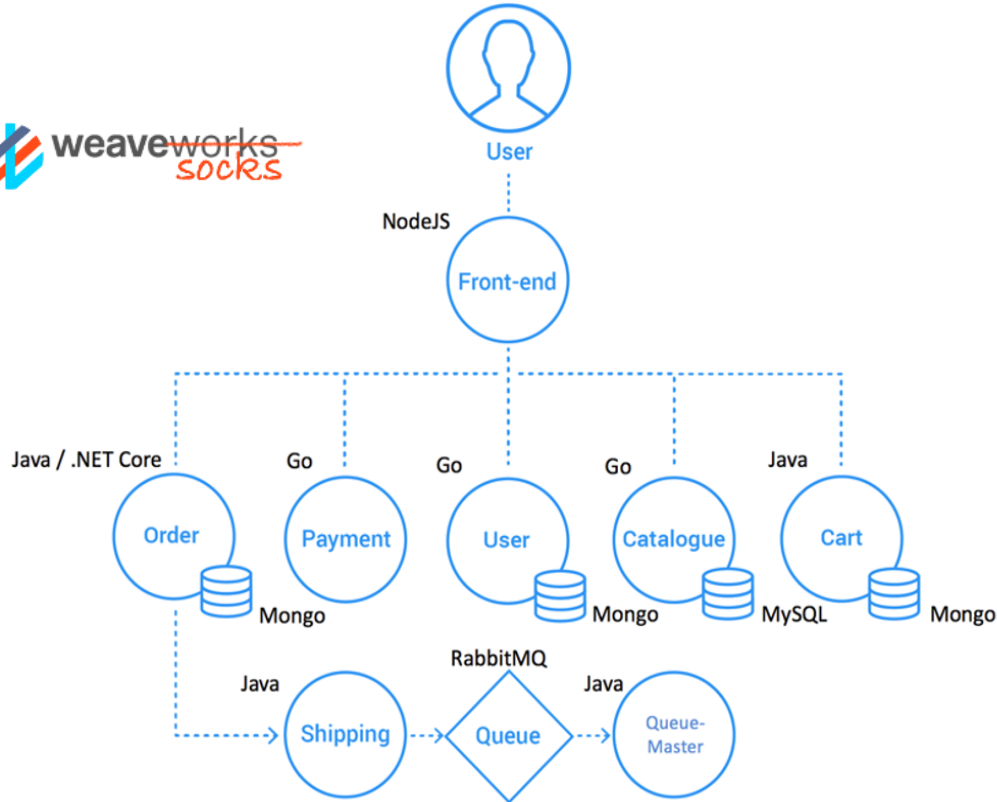 weaveworks
socks
User
NodeJS
Front-end
Java / .NET Core
Go
Go
Go
Java
Order
Payment
User
Catalogue
Cart
Mongo
Mongo
MySQL
Mongo
RabbitMQ
Java
Java
Shipping
Queue
Queue-
Master